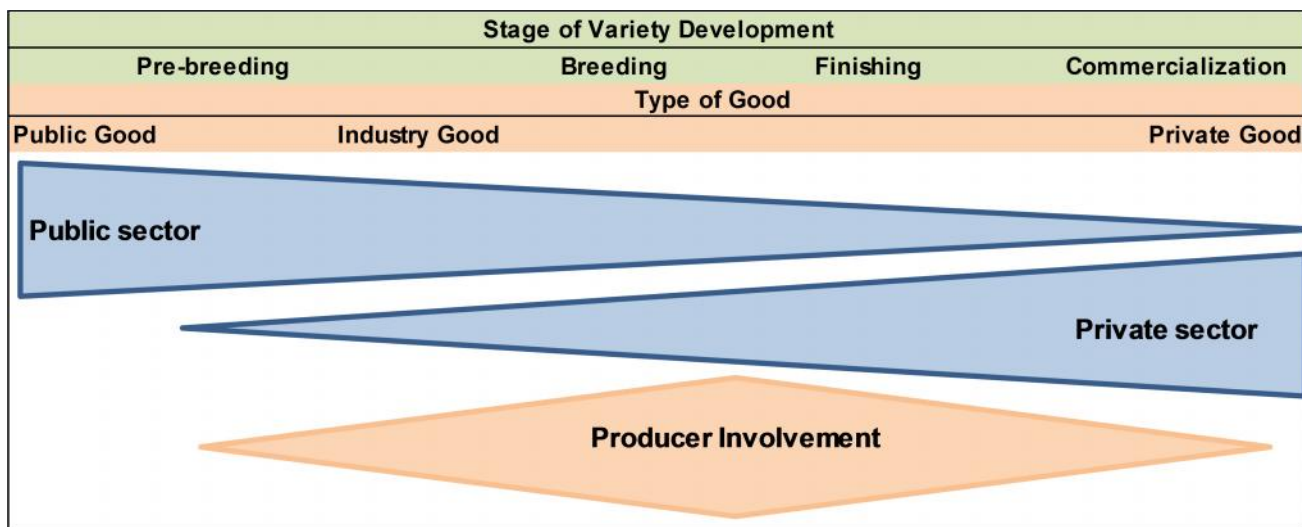 Stage of Variety Development
Pre-breeding Breeding Finishing Commercialization
Type of Good
Public Good Industry Good Private Good
Public sector
Private sector
Producer Involvement